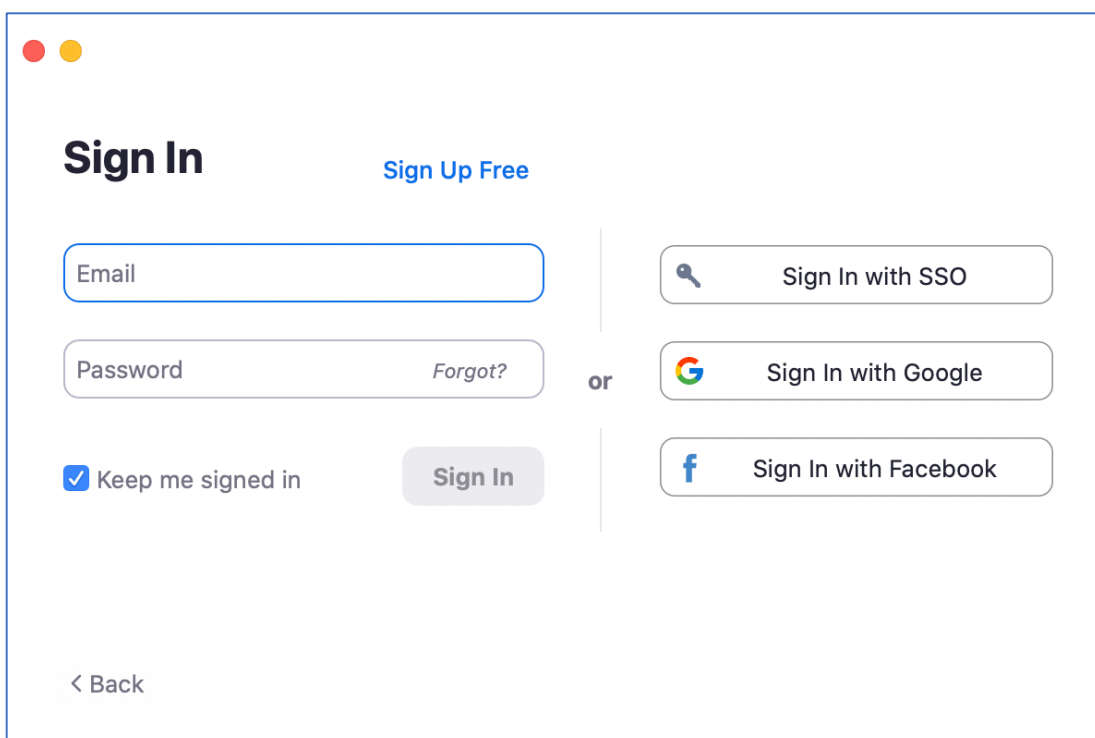 Sign In
Sign Up Free
Email
Password
Forgot?
Keep me signed in
Sign In
or
Sign In with SSO
Sign In with Google
Sign In with Facebook
< Back